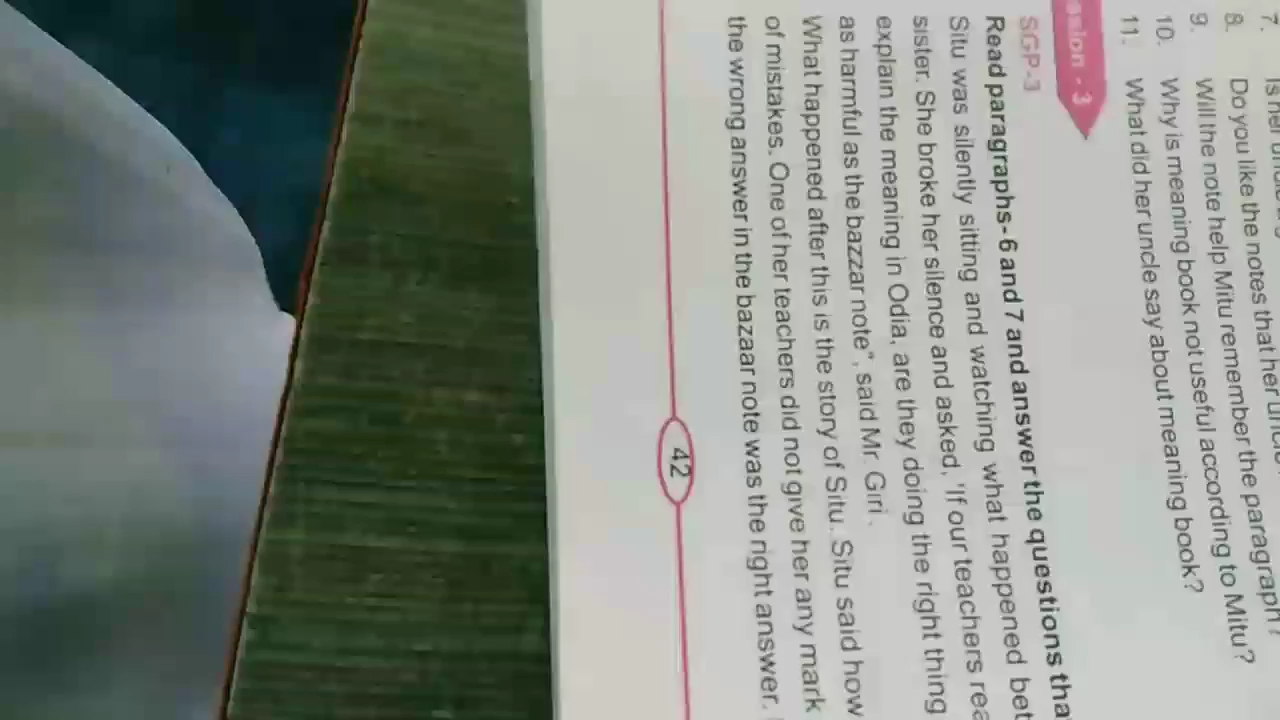 7.
8. Do you like the notes that her
9. Will the note help Mitu remember the paragraph?
10. Why is meaning book not useful according to Mitu?
11. What did her uncle say about meaning book?
ssion - 3
SGP-3
Read paragraphs- 6 and 7 and answer the questions tha
Situ was silently sitting and watching what happened bet
sister. She broke her silence and asked, 'If our teachers rea
explain the meaning in Odia, are they doing the right thing
as harmful as the bazzar note", said Mr. Giri.
What happened after this is the story of Situ. Situ said how
of mistakes. One of her teachers did not give her any mark
the wrong answer in the bazaar note was the right answer.
42